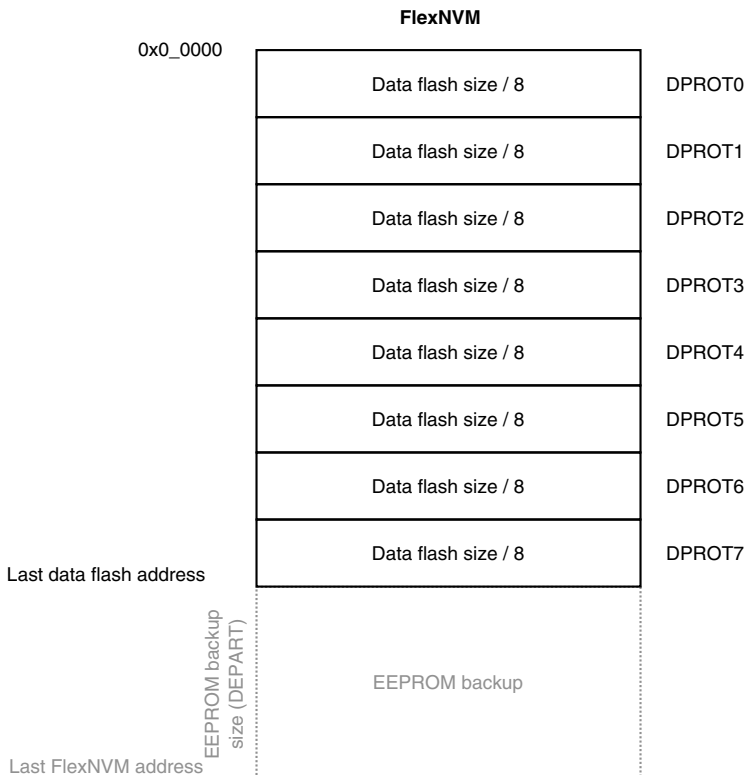 FlexNVM
0x0_0000
Data flash size / 8 DPROT0
Data flash size / 8 DPROT1
Data flash size / 8 DPROT2
Data flash size / 8 DPROT3
Data flash size / 8 DPROT4
Data flash size / 8 DPROT5
Data flash size / 8 DPROT6
Data flash size / 8 DPROT7
Last data flash address
EEPROM backup
size (DEPART)
EEPROM backup
Last FlexNVM address